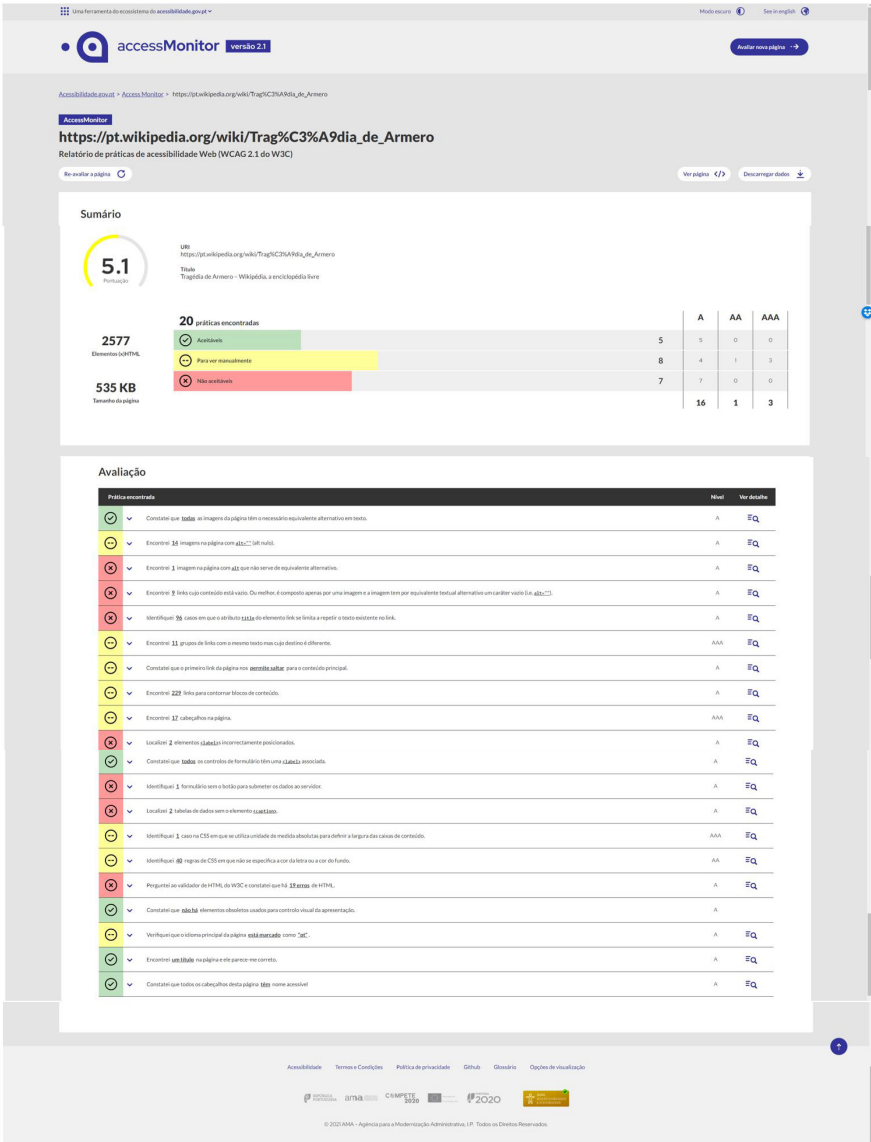 Uma ferramenta do ecossistema do acessibilidade.gov.pt
Modo escuro
See in english
accessMonitor versão 2.1
Avaliar nova página
Acessibilidade.gov.pt > Access Monitor > https://pt.wikipedia.org/wiki/Trag%C3%A9dia_de_Armero
AccessMonitor
https://pt.wikipedia.org/wiki/Trag%C3%A9dia_de_Armero
Relatório de práticas de acessibilidade Web (WCAG 2.1 do W3C)
Re-avaliar a página
Ver página
Descarregar dados
Sumário
5.1
Pontuação
URI
https://pt.wikipedia.org/wiki/Trag%C3%A9dia_de_Armero
Título
Tragédia de Armero – Wikipédia, a enciclopédia livre
2577
Elementos (x)HTML
535 KB
Tamanho da página
20 práticas encontradas A AA AAA
Aceitáveis 5 5 0 0
Para ver manualmente 8 4 1 3
Não aceitáveis 7 7 0 0
16 1 3
Avaliação
Prática encontrada Nível Ver detalhe
Constatei que todas as imagens da página têm o necessário equivalente alternativo em texto. A
Encontrei 14 imagens na página com alt="" (alt nulo). A
Encontrei 1 imagem na página com alt que não serve de equivalente alternativo. A
Encontrei 9 links cujo conteúdo está vazio. Ou melhor, é composto apenas por uma imagem e a imagem tem por equivalente textual alternativo um caráter vazio (i.e. alt=""). A
Identifiquei 96 casos em que o atributo title do elemento link se limita a repetir o texto existente no link. A
Encontrei 11 grupos de links com o mesmo texto mas cujo destino é diferente. AAA
Constatei que o primeiro link da página nos permite saltar para o conteúdo principal. A
Encontrei 229 links para contornar blocos de conteúdo. A
Encontrei 17 cabeçalhos na página. AAA
Localizei 2 elementos <label>s incorrectamente posicionados. A
Constatei que todos os controlos de formulário têm uma <label> associada. A
Identifiquei 1 formulário sem o botão para submeter os dados ao servidor. A
Localizei 2 tabelas de dados sem o elemento <caption>. A
Identifiquei 1 caso na CSS em que se utiliza unidade de medida absolutas para definir a largura das caixas de conteúdo. AAA
Identifiquei 40 regras de CSS em que não se especifica a cor da letra ou a cor do fundo. AA
Perguntei ao validador de HTML do W3C e constatei que há 19 erros de HTML. A
Constatei que não há elementos obsoletos usados para controlo visual da apresentação. A
Verifiquei que o idioma principal da página está marcado como "pt". A
Encontrei um título na página e ele parece-me correto. A
Constatei que todos os cabeçalhos desta página têm nome acessível A
Acessibilidade Termos e Condições Política de privacidade Github Glossário Opções de visualização
REPÚBLICA PORTUGUESA ama COMPETE 2020 2020
© 2021 AMA - Agência para a Modernização Administrativa, I.P. Todos os Direitos Reservados.